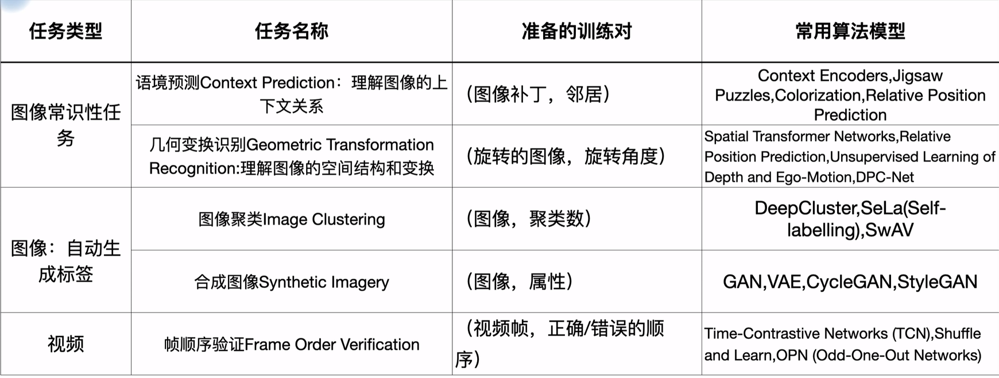 任务类型
任务名称
准备的训练对
常用算法模型
图像常识性任
务
语境预测Context Prediction：理解图像的上
下文关系
（图像补丁，邻居）
Context Encoders,Jigsaw
Puzzles,Colorization,Relative Position
Prediction
几何变换识别Geometric Transformation
Recognition:理解图像的空间结构和变换
（旋转的图像，旋转角度）
Spatial Transformer Networks,Relative
Position Prediction,Unsupervised Learning of
Depth and Ego-Motion,DPC-Net
图像：自动生
成标签
图像聚类Image Clustering
（图像，聚类数）
DeepCluster,SeLa(Self-
labelling),SwAV
合成图像Synthetic Imagery
（图像，属性）
GAN,VAE,CycleGAN,StyleGAN
视频
帧顺序验证Frame Order Verification
（视频帧，正确/错误的顺
序）
Time-Contrastive Networks (TCN),Shuffle
and Learn,OPN (Odd-One-Out Networks)